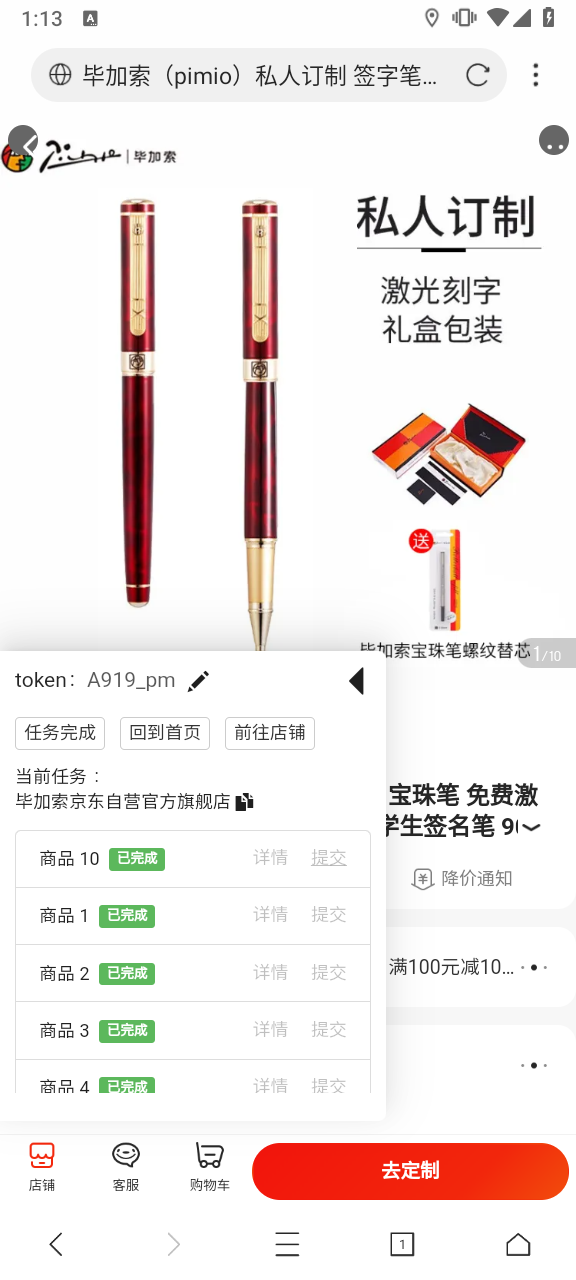 1:13
A
毕加索（pimio）私人订制 签字笔...
毕加索
私人订制
激光刻字
礼盒包装
送
毕加索宝珠笔螺纹替芯
1/10
token： A919_pm
任务完成 回到首页 前往店铺
当前任务：
毕加索京东自营官方旗舰店
宝珠笔 免费激
学生签名笔 9
商品 10 已完成 详情 提交
降价通知
商品 1 已完成 详情 提交
满100元减10...
商品 2 已完成 详情 提交
商品 3 已完成 详情 提交
商品 4 已完成 详情 提交
店铺 客服 购物车 去定制
1